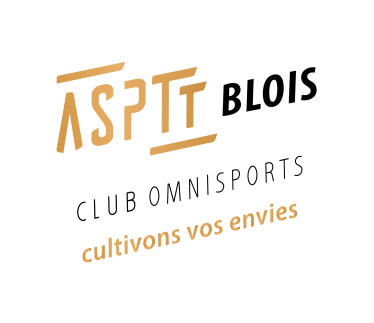 ASPTT BLOIS
CLUB OMNISPORTS
cultivons vos envies